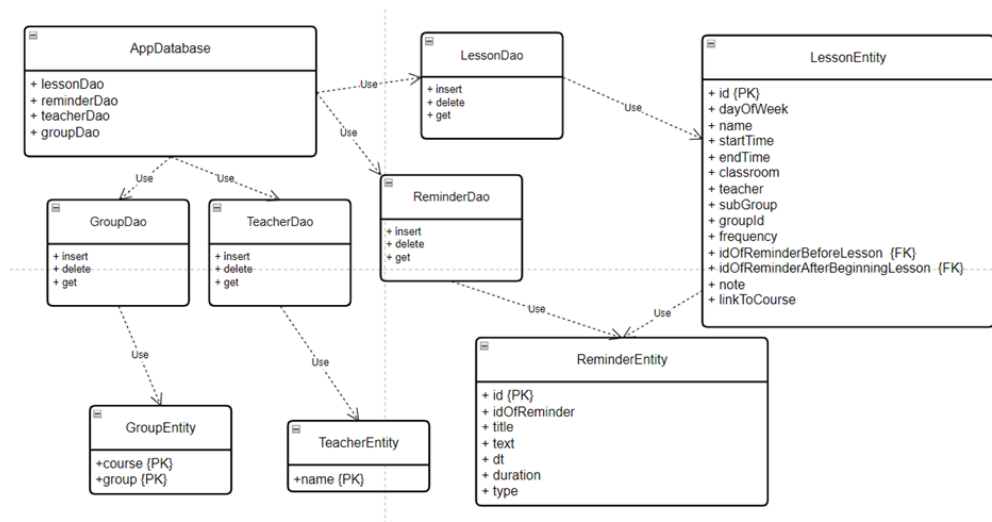 AppDatabase
+ lessonDao
+ reminderDao
+ teacherDao
+ groupDao
LessonDao
+ insert
+ delete
+ get
LessonEntity
+ id {PK}
+ dayOfWeek
+ name
+ startTime
+ endTime
+ classroom
+ teacher
+ subGroup
+ groupId
+ frequency
+ idOfReminderBeforeLesson {FK}
+ idOfReminderAfterBeginningLesson {FK}
+ note
+ linkToCourse
Use
Use
Use
Use
Use
GroupDao
+ insert
+ delete
+ get
TeacherDao
+ insert
+ delete
+ get
ReminderDao
+ insert
+ delete
+ get
Use
Use
Use
Use
GroupEntity
+course {PK}
+group {PK}
TeacherEntity
+name {PK}
ReminderEntity
+ id {PK}
+ idOfReminder
+ title
+ text
+ dt
+ duration
+ type